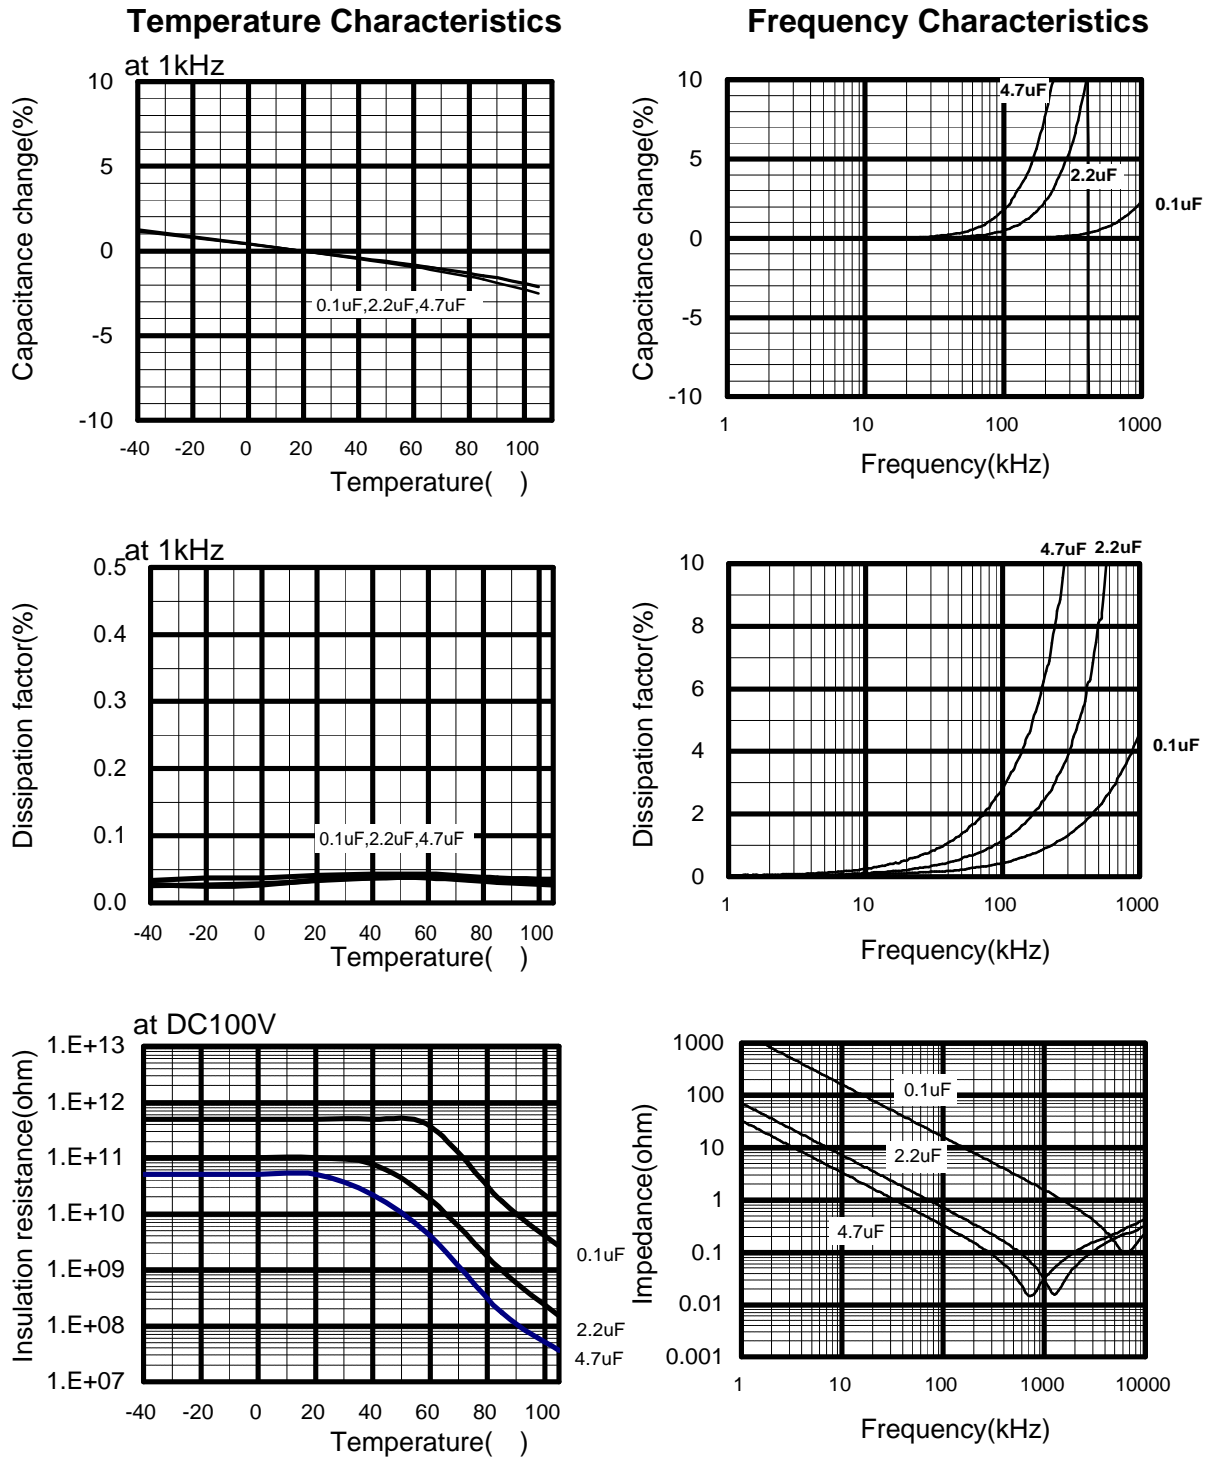 Temperature Characteristics
Frequency Characteristics
at 1kHz
Capacitance change(%)
10
5
0
-5
-10
0.1uF,2.2uF,4.7uF
-40 -20 0 20 40 60 80 100
Temperature( )
Capacitance change(%)
10
5
0
-5
-10
4.7uF
2.2uF
0.1uF
1 10 100 1000
Frequency(kHz)
at 1kHz
Dissipation factor(%)
0.5
0.4
0.3
0.2
0.1
0.0
0.1uF,2.2uF,4.7uF
-40 -20 0 20 40 60 80 100
Temperature( )
Dissipation factor(%)
4.7uF 2.2uF
10
8
6
4
2
0
0.1uF
1 10 100 1000
Frequency(kHz)
at DC100V
Insulation resistance(ohm)
1.E+13
1.E+12
1.E+11
1.E+10
1.E+09
1.E+08
1.E+07
0.1uF
2.2uF
4.7uF
-40 -20 0 20 40 60 80 100
Temperature( )
Impedance(ohm)
1000
100
10
1
0.1
0.01
0.001
0.1uF
2.2uF
4.7uF
1 10 100 1000 10000
Frequency(kHz)